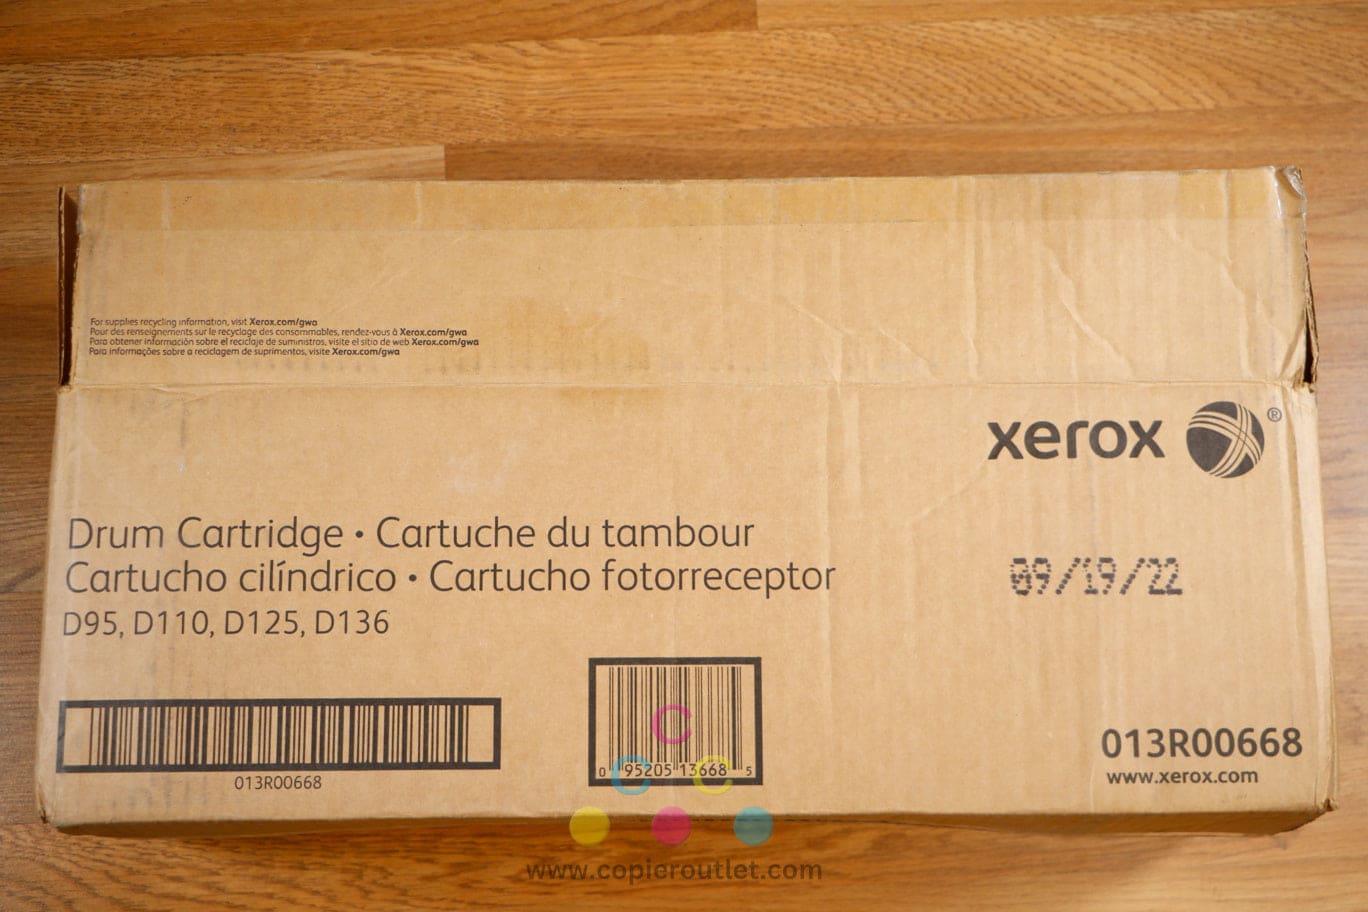 For supplies recycling information, visit Xerox.com/gwa
Pour des renseignements sur le recyclage des consommables, rendez-vous à Xerox.com/gwa
Para obtener información sobre el reciclaje de suministros, visite el sitio de web Xerox.com/gwa
Para informações sobre a reciclagem de suprimentos, visite Xerox.com/gwa
xerox ®
Drum Cartridge • Cartuche du tambour
Cartucho cilíndrico • Cartucho fotorreceptor
D95, D110, D125, D136
09/19/22
013R00668
C
C C
0 95205 13668 5
013R00668
www.xerox.com
www.copieroutlet.com